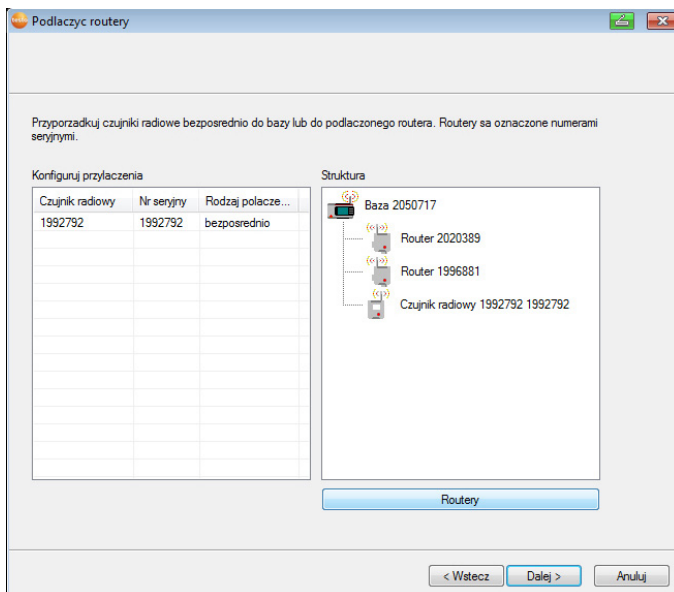 Podlaczyc routery
Przyporzadkuj czujniki radiowe bezposrednio do bazy lub do podlaczonego routera. Routery sa oznaczone numerami
seryjnymi.
Konfiguruj przylaczenia
Struktura
Czujnik radiowy Nr seryjny Rodzaj polacze...
1992792 1992792 bezposrednio
Baza 2050717
Router 2020389
Router 1996881
Czujnik radiowy 1992792 1992792
Routery
< Wstecz Dalej > Anuluj